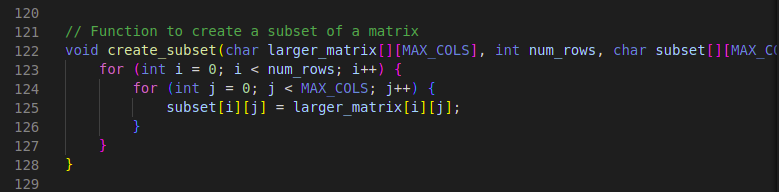 120
121 // Function to create a subset of a matrix
122 void create_subset(char larger_matrix[][MAX_COLS], int num_rows, char subset[][MAX_C
123 for (int i = 0; i < num_rows; i++) {
124 for (int j = 0; j < MAX_COLS; j++) {
125 subset[i][j] = larger_matrix[i][j];
126 }
127 }
128 }
129